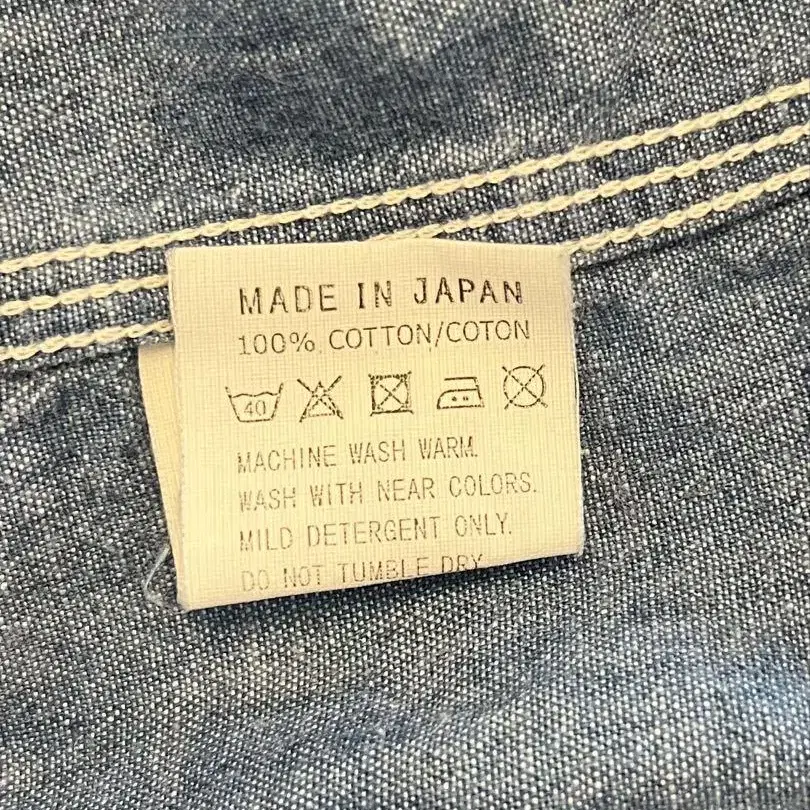 MADE IN JAPAN
100% COTTON/COTON
40
MACHINE WASH WARM.
WASH WITH NEAR COLORS.
MILD DETERGENT ONLY.
DO NOT TUMBLE DRY